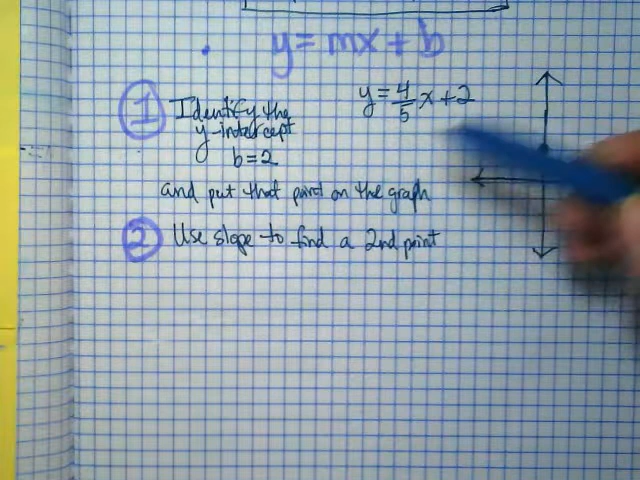 y = mx + b
1 Identify the
y = 4/5 x + 2
y-intercept
b = 2
and put that point on the graph
2 Use slope to find a 2nd point